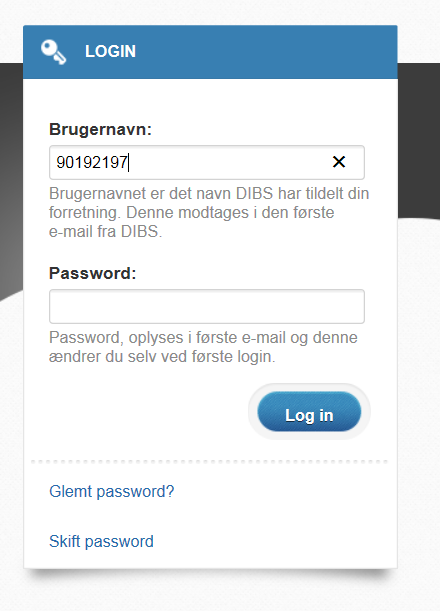 LOGIN
Brugernavn:
90192197
Brugernavnet er det navn DIBS har tildelt din
forretning. Denne modtages i den første
e-mail fra DIBS.
Password:
Password, oplyses i første e-mail og denne
ændrer du selv ved første login.
Log in
Glemt password?
Skift password